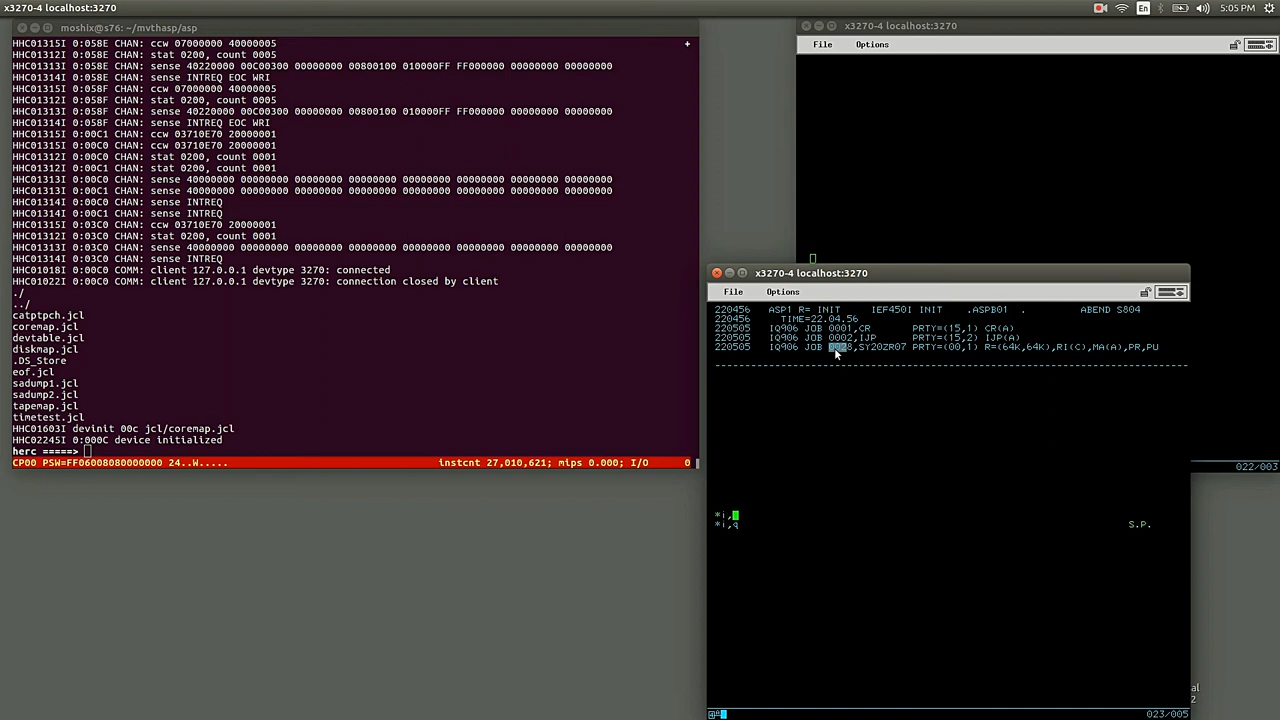 x3270-4 localhost:3270
En
5:05 PM
moshix@s76: ~/mvthasp/asp
HHC01315I 0:058E CHAN: ccw 07000000 40000005
HHC01312I 0:058E CHAN: stat 0200, count 0005
HHC01313I 0:058E CHAN: sense 40220000 00C00300 00000000 00800100 010000FF FF000000 00000000 00000000
HHC01314I 0:058E CHAN: sense INTREQ EOC WRI
HHC01315I 0:058F CHAN: ccw 07000000 40000005
HHC01312I 0:058F CHAN: stat 0200, count 0005
HHC01313I 0:058F CHAN: sense 40220000 00C00300 00000000 00800100 010000FF FF000000 00000000 00000000
HHC01314I 0:058F CHAN: sense INTREQ EOC WRI
HHC01315I 0:00C1 CHAN: ccw 03710E70 20000001
HHC01315I 0:00C0 CHAN: ccw 03710E70 20000001
HHC01312I 0:00C0 CHAN: stat 0200, count 0001
HHC01312I 0:00C1 CHAN: stat 0200, count 0001
HHC01313I 0:00C0 CHAN: sense 40000000 00000000 00000000 00000000 00000000 00000000 00000000 00000000
HHC01313I 0:00C1 CHAN: sense 40000000 00000000 00000000 00000000 00000000 00000000 00000000 00000000
HHC01314I 0:00C0 CHAN: sense INTREQ
HHC01314I 0:00C1 CHAN: sense INTREQ
HHC01315I 0:03C0 CHAN: ccw 03710E70 20000001
HHC01312I 0:03C0 CHAN: stat 0200, count 0001
HHC01313I 0:03C0 CHAN: sense 40000000 00000000 00000000 00000000 00000000 00000000 00000000 00000000
HHC01314I 0:03C0 CHAN: sense INTREQ
HHC01018I 0:00C0 COMM: client 127.0.0.1 devtype 3270: connected
HHC01022I 0:00C0 COMM: client 127.0.0.1 devtype 3270: connection closed by client
./
../
catptpch.jcl
coremap.jcl
devtable.jcl
diskmap.jcl
.DS_Store
eof.jcl
sadump1.jcl
sadump2.jcl
tapemap.jcl
timetest.jcl
HHC01603I devinit 00c jcl/coremap.jcl
HHC02245I 0:000C device initialized
herc =====>
CP00 PSW=FF06008080000000 24..W..... instcnt 27,010,621; mips 0.000; I/O 0
x3270-4 localhost:3270
File Options
022/003
x3270-4 localhost:3270
File Options
220456 ASP1 R= INIT IEF450I INIT .ASPB01 . ABEND S804
220456 TIME=22.04.56
220505 IQ906 JOB 0001,CR PRTY=(15,1) CR(A)
220505 IQ906 JOB 0002,IJP PRTY=(15,2) IJP(A)
220505 IQ906 JOB 0028,SY20ZR07 PRTY=(00,1) R=(64K,64K),RI(C),MA(A),PR,PU
*i,
*i,q S.P.
023/005
al
2